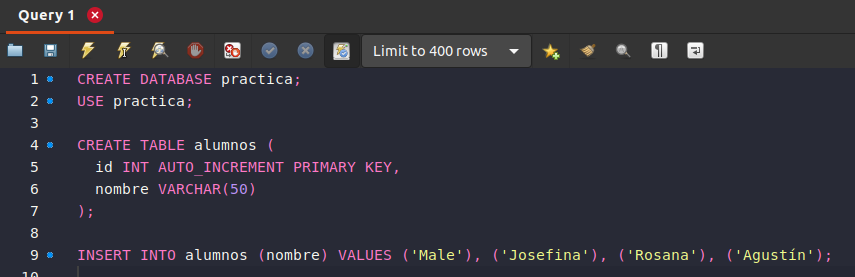 Query 1
Limit to 400 rows
1 CREATE DATABASE practica;
2 USE practica;
3
4 CREATE TABLE alumnos (
5 id INT AUTO_INCREMENT PRIMARY KEY,
6 nombre VARCHAR(50)
7 );
8
9 INSERT INTO alumnos (nombre) VALUES ('Male'), ('Josefina'), ('Rosana'), ('Agustín');
10